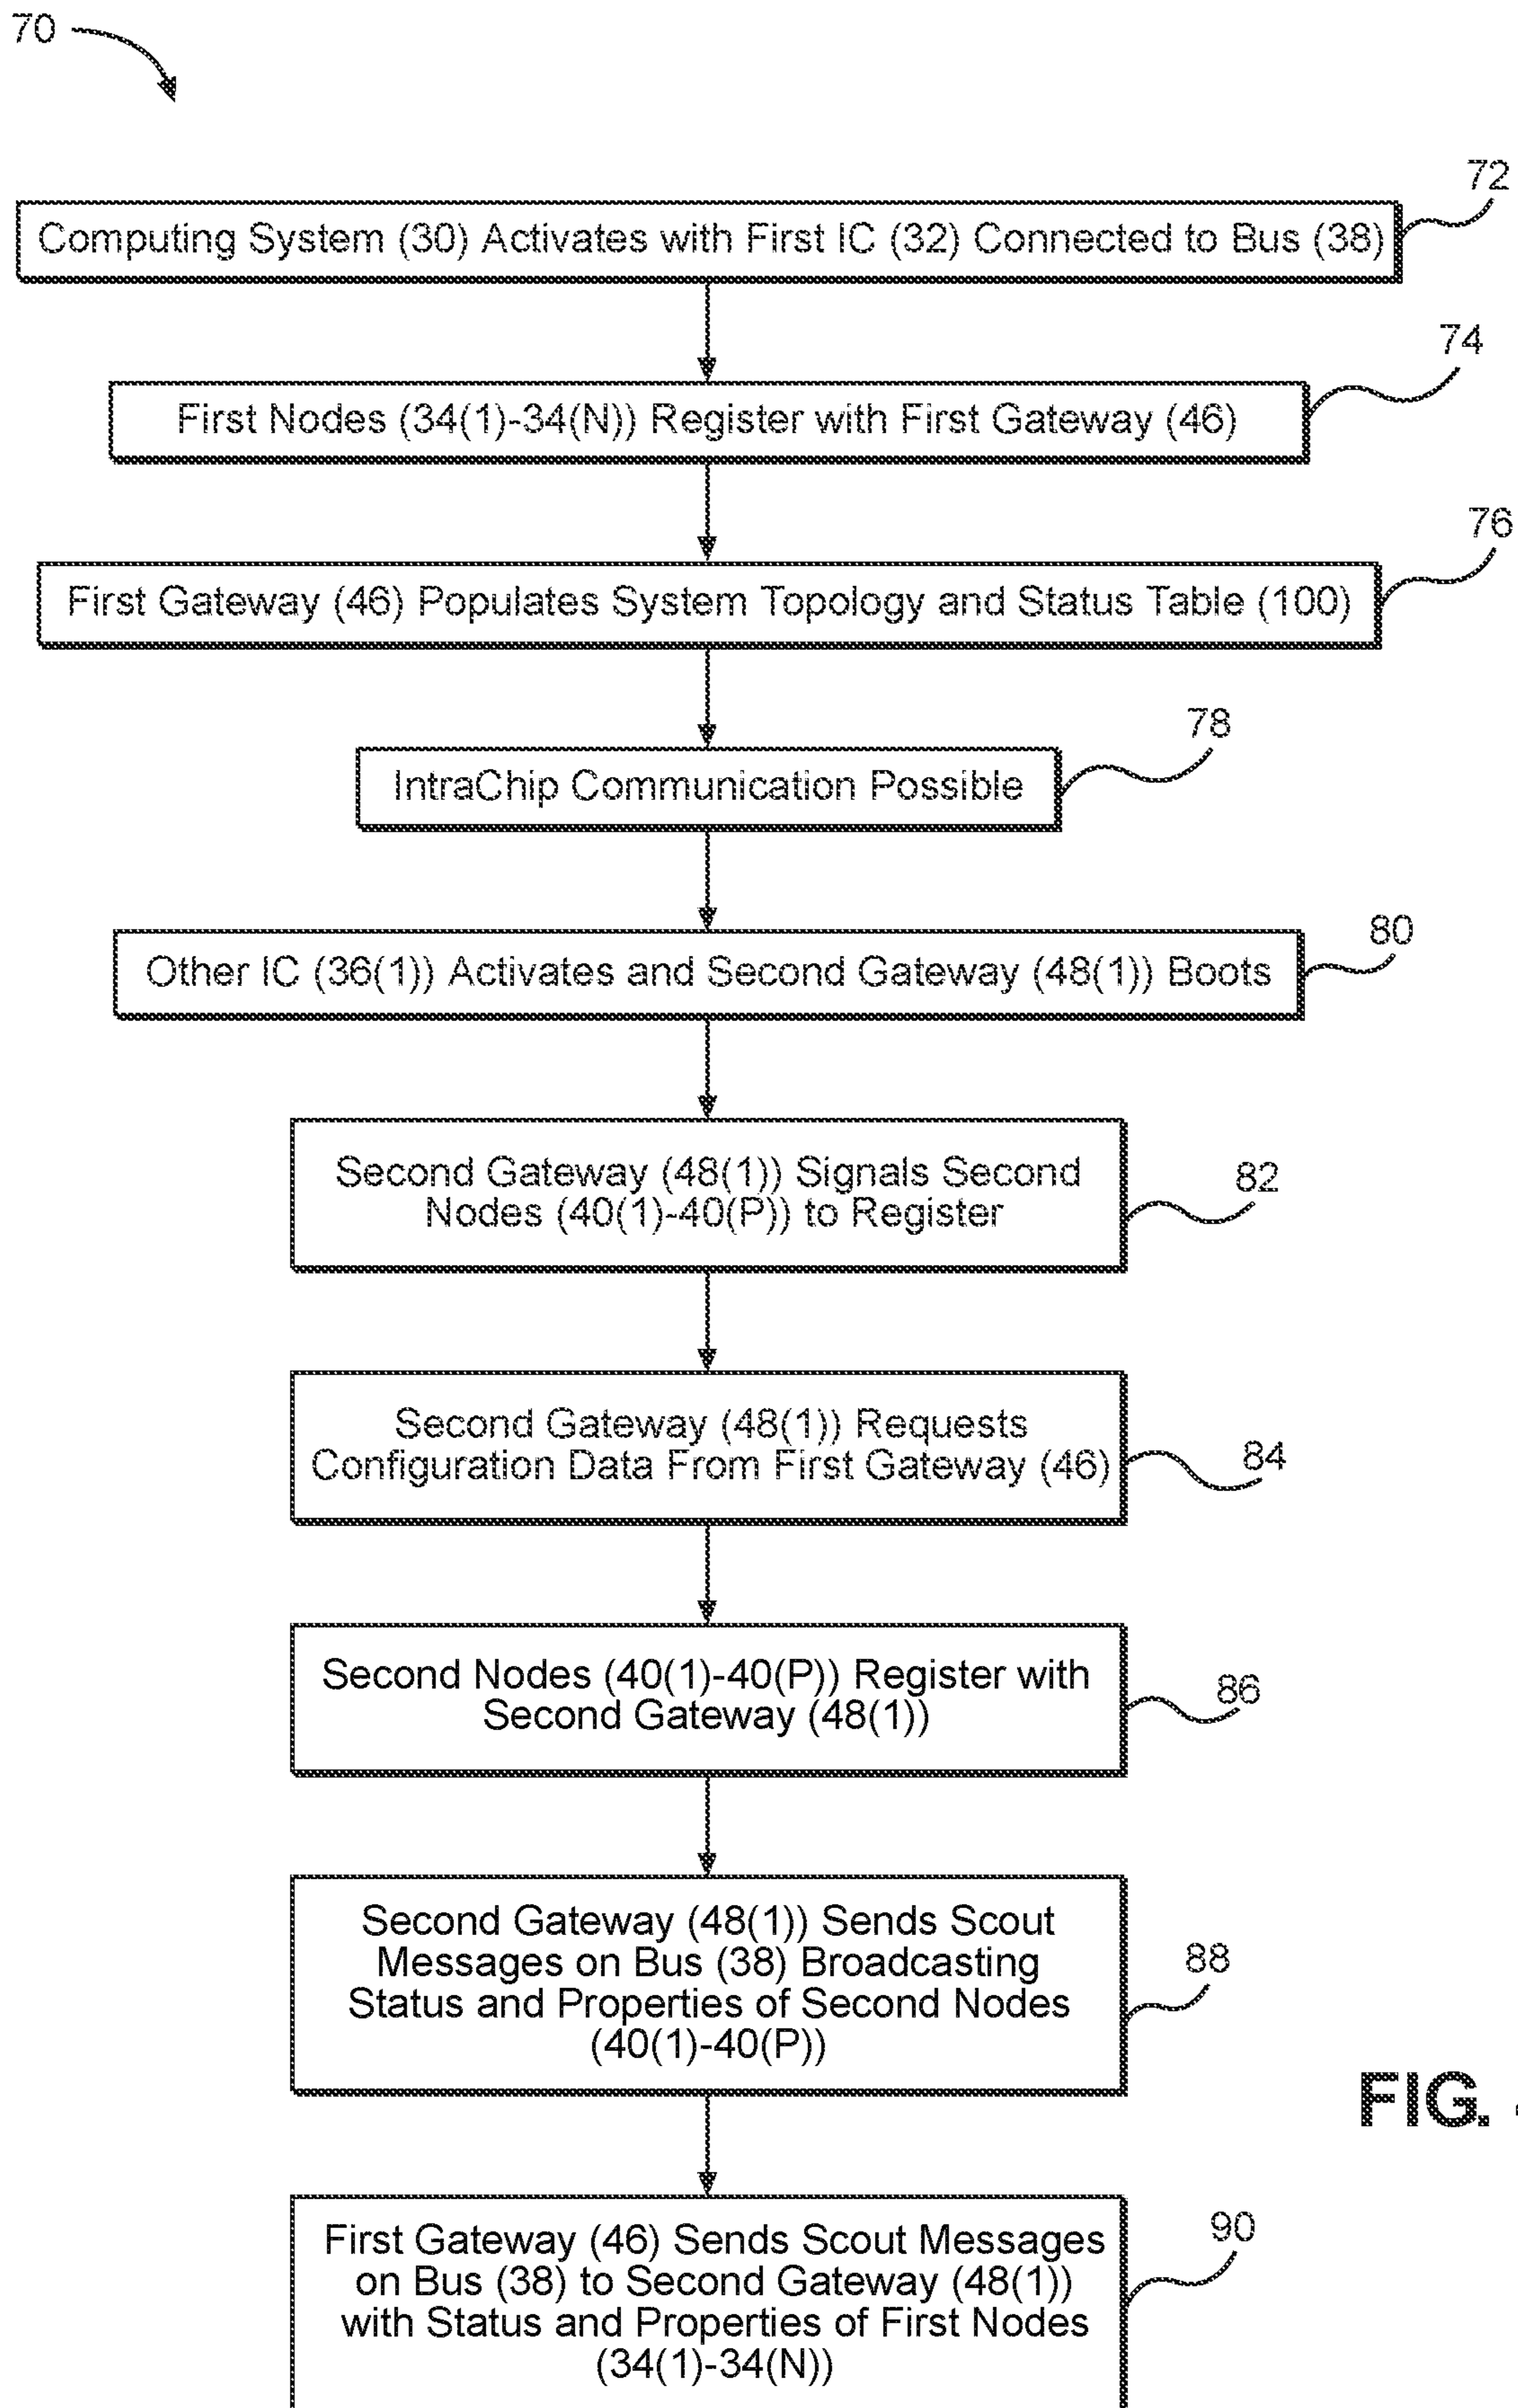 70
72
Computing System (30) Activates with First IC (32) Connected to Bus (38)
74
First Nodes (34(1)-34(N)) Register with First Gateway (46)
76
First Gateway (46) Populates System Topology and Status Table (100)
78
IntraChip Communication Possible
80
Other IC (36(1)) Activates and Second Gateway (48(1)) Boots
Second Gateway (48(1)) Signals Second
Nodes (40(1)-40(P)) to Register
82
Second Gateway (48(1)) Requests
Configuration Data From First Gateway (46)
84
Second Nodes (40(1)-40(P)) Register with
Second Gateway (48(1))
86
Second Gateway (48(1)) Sends Scout
Messages on Bus (38) Broadcasting
Status and Properties of Second Nodes
(40(1)-40(P))
88
FIG.
First Gateway (46) Sends Scout Messages
on Bus (38) to Second Gateway (48(1))
with Status and Properties of First Nodes
(34(1)-34(N))
90